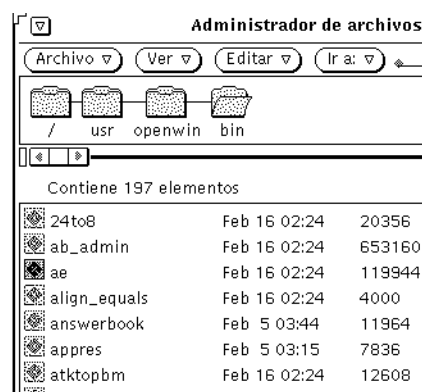 Administrador de archivos
Archivo Ver Editar Ir a:
/ usr openwin bin
Contiene 197 elementos
24to8 Feb 16 02:24 20356
ab_admin Feb 16 02:24 653160
ae Feb 16 02:24 119944
align_equals Feb 16 02:24 4000
answerbook Feb 5 03:44 11964
appres Feb 5 03:15 7836
atktopbm Feb 16 02:24 12608